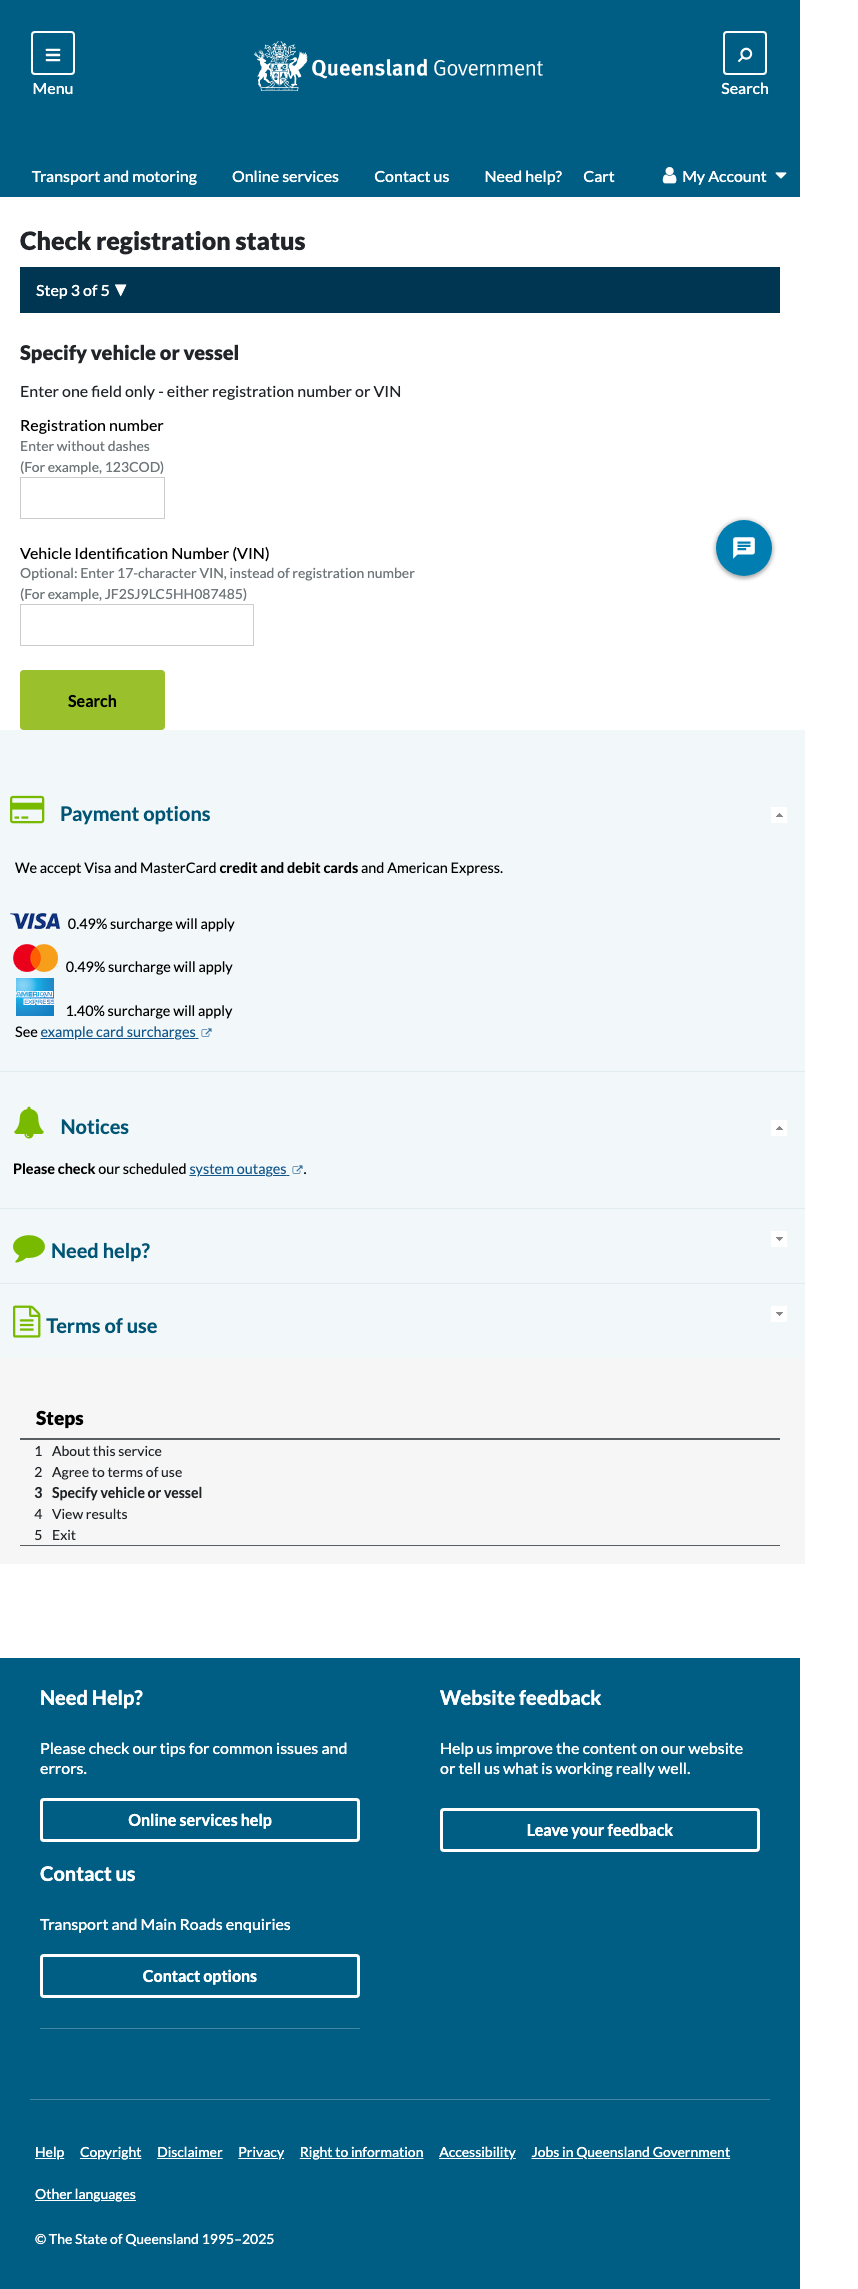 Menu
Queensland Government
Search
Transport and motoring
Online services
Contact us
Need help?
Cart
My Account
Check registration status
Step 3 of 5 ▼
Specify vehicle or vessel
Enter one field only - either registration number or VIN
Registration number
Enter without dashes
(For example, 123COD)
Vehicle Identification Number (VIN)
Optional: Enter 17-character VIN, instead of registration number
(For example, JF2SJ9LC5HH087485)
Search
Payment options
We accept Visa and MasterCard credit and debit cards and American Express.
VISA 0.49% surcharge will apply
0.49% surcharge will apply
AMERICAN
EXPRESS
1.40% surcharge will apply
See example card surcharges
Notices
Please check our scheduled system outages .
Need help?
Terms of use
Steps
1 About this service
2 Agree to terms of use
3 Specify vehicle or vessel
4 View results
5 Exit
Need Help?
Please check our tips for common issues and
errors.
Online services help
Contact us
Transport and Main Roads enquiries
Contact options
Website feedback
Help us improve the content on our website
or tell us what is working really well.
Leave your feedback
Help Copyright Disclaimer Privacy Right to information Accessibility Jobs in Queensland Government
Other languages
© The State of Queensland 1995–2025